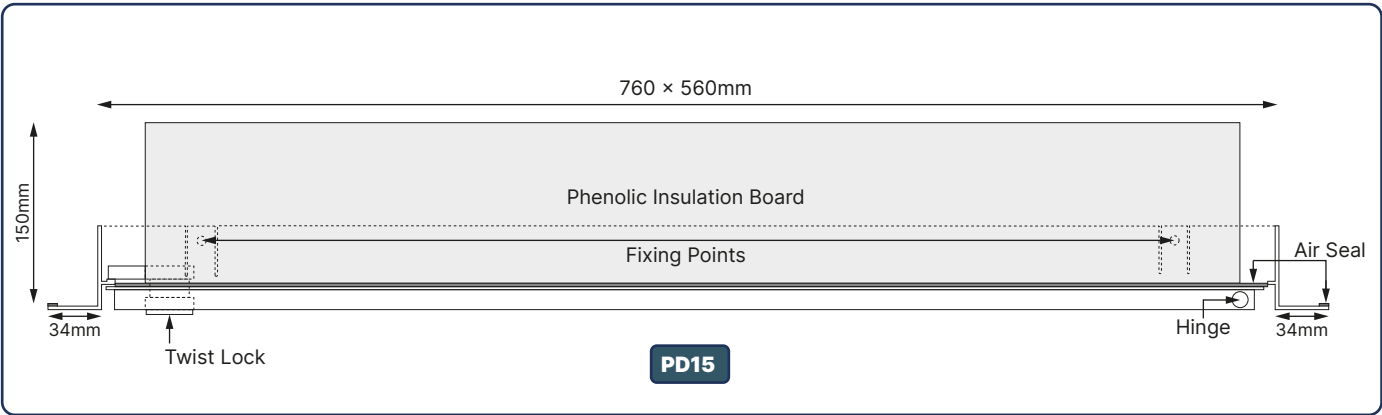 760 × 560mm
150mm
Phenolic Insulation Board
Fixing Points
Air Seal
34mm
Hinge
34mm
Twist Lock
PD15